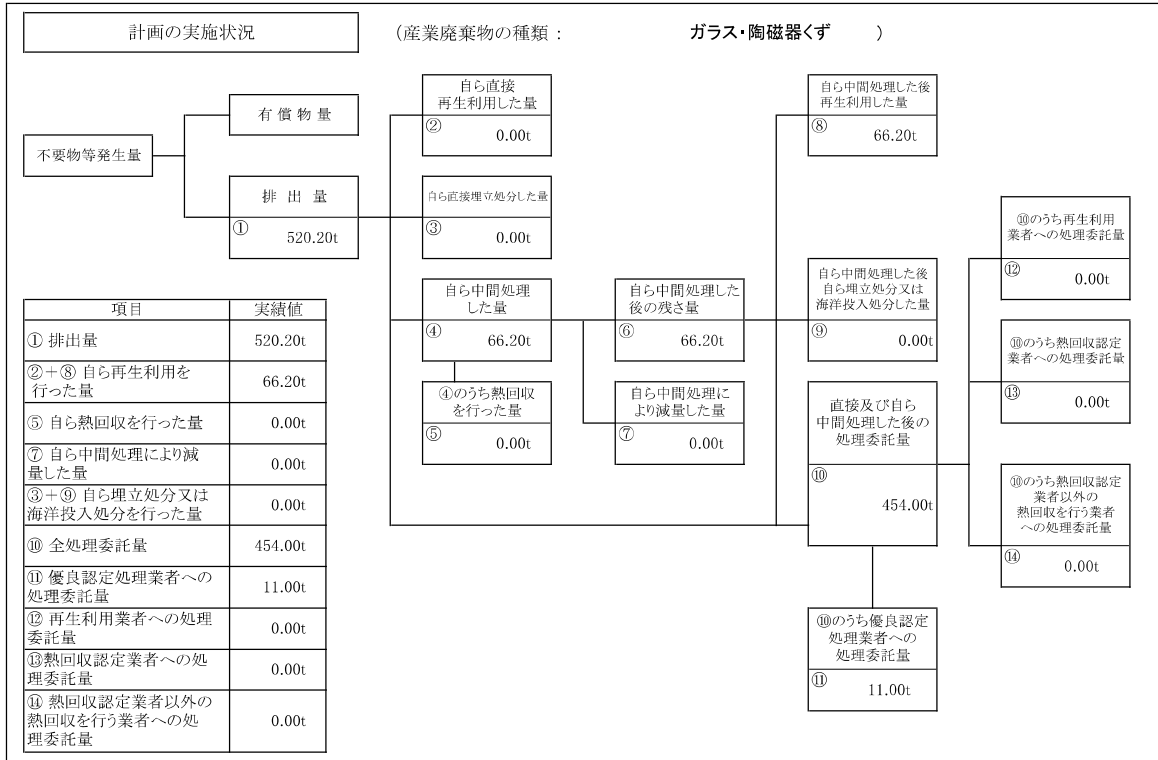 計画の実施状況
（産業廃棄物の種類： ガラス・陶磁器くず ）
不要物等発生量
有償物量
排出量
① 520.20t
自ら直接
再生利用した量
② 0.00t
自ら直接埋立処分した量
③ 0.00t
自ら中間処理
した量
④ 66.20t
④のうち熱回収
を行った量
⑤ 0.00t
自ら中間処理した
後の残さ量
⑥ 66.20t
自ら中間処理に
より減量した量
⑦ 0.00t
自ら中間処理した後
再生利用した量
⑧ 66.20t
自ら中間処理した後
自ら埋立処分又は
海洋投入処分した量
⑨ 0.00t
直接及び自ら
中間処理した後の
処理委託量
⑩ 454.00t
⑩のうち優良認定
処理業者への
処理委託量
⑪ 11.00t
⑩のうち再生利用
業者への処理委託量
⑫ 0.00t
⑩のうち熱回収認定
業者への処理委託量
⑬ 0.00t
⑩のうち熱回収認定
業者以外の
熱回収を行う業者
への処理委託量
⑭ 0.00t
項目 実績値
① 排出量 520.20t
②＋⑧ 自ら再生利用を
行った量 66.20t
⑤ 自ら熱回収を行った量 0.00t
⑦ 自ら中間処理により減
量した量 0.00t
③＋⑨ 自ら埋立処分又は
海洋投入処分を行った量 0.00t
⑩ 全処理委託量 454.00t
⑪ 優良認定処理業者への
処理委託量 11.00t
⑫ 再生利用業者への処理
委託量 0.00t
⑬熱回収認定業者への処
理委託量 0.00t
⑭ 熱回収認定業者以外の
熱回収を行う業者への処
理委託量 0.00t